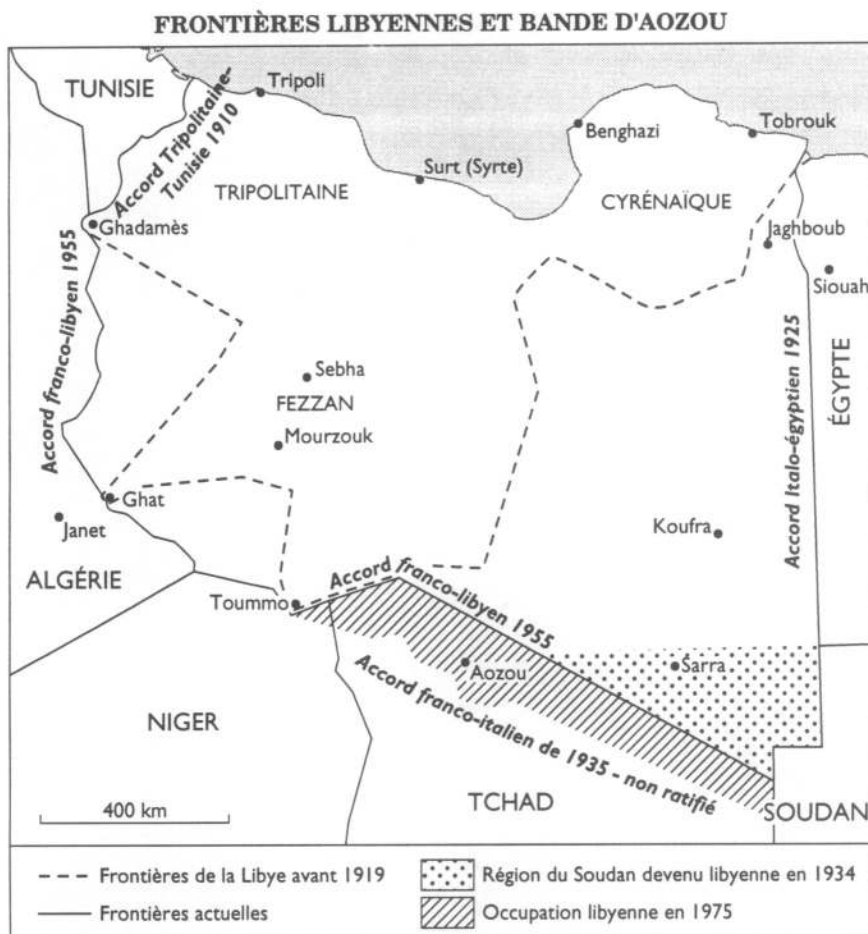 FRONTIÈRES LIBYENNES ET BANDE D'AOZOU
TUNISIE
Tripoli
Accord Tripolitaine-
Tunisie 1910
Benghazi
Tobrouk
Surt (Syrte)
TRIPOLITAINE
CYRÉNAÏQUE
Ghadamès
Jaghboub
Siouah
Accord franco-libyen 1955
Accord Italo-égyptien 1925
ÉGYPTE
Sebha
FEZZAN
Mourzouk
Ghat
Janet
Koufra
ALGÉRIE
Toummo
Accord franco-libyen 1955
Aozou
Sarra
Accord franco-italien de 1935 - non ratifié
NIGER
TCHAD
SOUDAN
400 km
Frontières de la Libye avant 1919
Région du Soudan devenu libyenne en 1934
Frontières actuelles
Occupation libyenne en 1975